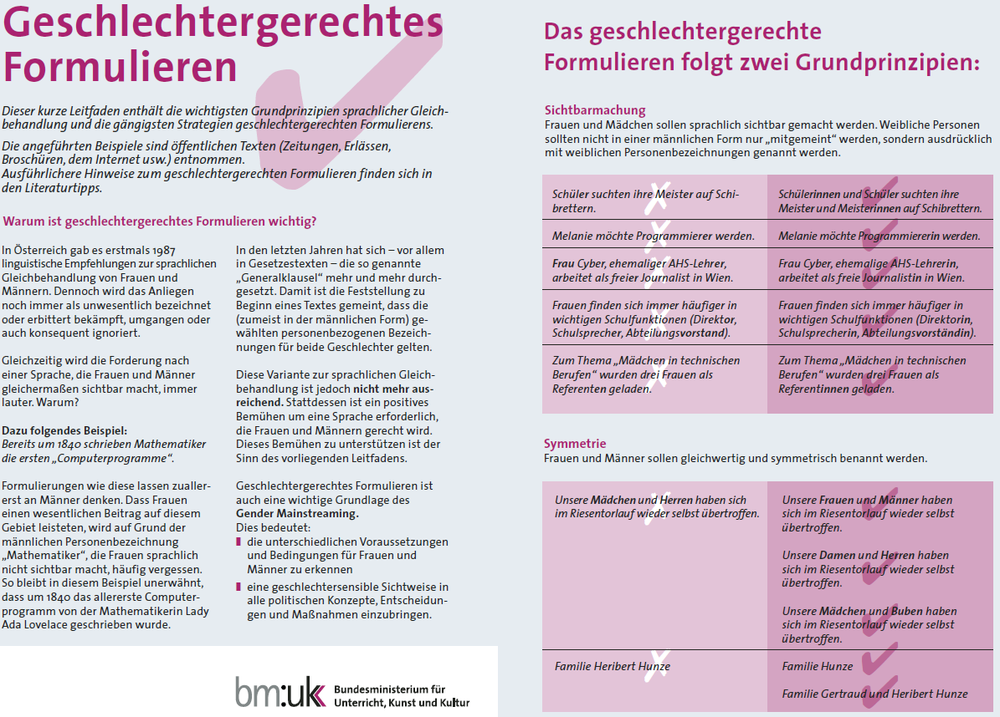 Geschlechtergerechtes
Formulieren
Dieser kurze Leitfaden enthält die wichtigsten Grundprinzipien sprachlicher Gleich-
behandlung und die gängigsten Strategien geschlechtergerechten Formulierens.
Die angeführten Beispiele sind öffentlichen Texten (Zeitungen, Erlässen,
Broschüren, dem Internet usw.) entnommen.
Ausführlichere Hinweise zum geschlechtergerechten Formulieren finden sich in
den Literaturtipps.
Warum ist geschlechtergerechtes Formulieren wichtig?
In Österreich gab es erstmals 1987
linguistische Empfehlungen zur sprachlichen
Gleichbehandlung von Frauen und
Männern. Dennoch wird das Anliegen
noch immer als unwesentlich bezeichnet
oder erbittert bekämpft, umgangen oder
auch konsequent ignoriert.
Gleichzeitig wird die Forderung nach
einer Sprache, die Frauen und Männer
gleichermaßen sichtbar macht, immer
lauter. Warum?
Dazu folgendes Beispiel:
Bereits um 1840 schrieben Mathematiker
die ersten „Computerprogramme“.
Formulierungen wie diese lassen zualler-
erst an Männer denken. Dass Frauen
einen wesentlichen Beitrag auf diesem
Gebiet leisteten, wird auf Grund der
männlichen Personenbezeichnung
„Mathematiker“, die Frauen sprachlich
nicht sichtbar macht, häufig vergessen.
So bleibt in diesem Beispiel unerwähnt,
dass um 1840 das allererste Computer-
programm von der Mathematikerin Lady
Ada Lovelace geschrieben wurde.
In den letzten Jahren hat sich – vor allem
in Gesetzestexten – die so genannte
„Generalklausel“ mehr und mehr durch-
gesetzt. Damit ist die Feststellung zu
Beginn eines Textes gemeint, dass die
(zumeist in der männlichen Form) ge-
wählten personenbezogenen Bezeich-
nungen für beide Geschlechter gelten.
Diese Variante zur sprachlichen Gleich-
behandlung ist jedoch nicht mehr aus-
reichend. Stattdessen ist ein positives
Bemühen um eine Sprache erforderlich,
die Frauen und Männern gerecht wird.
Dieses Bemühen zu unterstützen ist der
Sinn des vorliegenden Leitfadens.
Geschlechtergerechtes Formulieren ist
auch eine wichtige Grundlage des
Gender Mainstreaming.
Dies bedeutet:
die unterschiedlichen Voraussetzungen
und Bedingungen für Frauen und
Männer zu erkennen
eine geschlechtersensible Sichtweise in
alle politischen Konzepte, Entscheidun-
gen und Maßnahmen einzubringen.
bm:uk
Bundesministerium für
Unterricht, Kunst und Kultur
Das geschlechtergerechte
Formulieren folgt zwei Grundprinzipien:
Sichtbarmachung
Frauen und Mädchen sollen sprachlich sichtbar gemacht werden. Weibliche Personen
sollten nicht in einer männlichen Form nur „mitgemeint“ werden, sondern ausdrücklich
mit weiblichen Personenbezeichnungen genannt werden.
Schüler suchten ihre Meister auf Schi-
brettern.
Schülerinnen und Schüler suchten ihre
Meister und Meisterinnen auf Schibrettern.
Melanie möchte Programmierer werden.
Melanie möchte Programmiererin werden.
Frau Cyber, ehemaliger AHS-Lehrer,
arbeitet als freier Journalist in Wien.
Frau Cyber, ehemalige AHS-Lehrerin,
arbeitet als freie Journalistin in Wien.
Frauen finden sich immer häufiger in
wichtigen Schulfunktionen (Direktor,
Schulsprecher, Abteilungsvorstand).
Frauen finden sich immer häufiger in
wichtigen Schulfunktionen (Direktorin,
Schulsprecherin, Abteilungsvorständin).
Zum Thema „Mädchen in technischen
Berufen“ wurden drei Frauen als
Referenten geladen.
Zum Thema „Mädchen in technischen
Berufen“ wurden drei Frauen als
Referentinnen geladen.
Symmetrie
Frauen und Männer sollen gleichwertig und symmetrisch benannt werden.
Unsere Mädchen und Herren haben sich
im Riesentorlauf wieder selbst übertroffen.
Unsere Frauen und Männer haben
sich im Riesentorlauf wieder selbst
übertroffen.
Unsere Damen und Herren haben
sich im Riesentorlauf wieder selbst
übertroffen.
Unsere Mädchen und Buben haben
sich im Riesentorlauf wieder selbst
übertroffen.
Familie Heribert Hunze
Familie Hunze
Familie Gertraud und Heribert Hunze